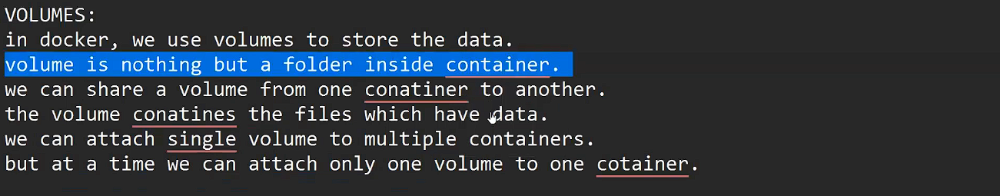 VOLUMES:
in docker, we use volumes to store the data.
volume is nothing but a folder inside container.
we can share a volume from one conatiner to another.
the volume conatines the files which have data.
we can attach single volume to multiple containers.
but at a time we can attach only one volume to one cotainer.